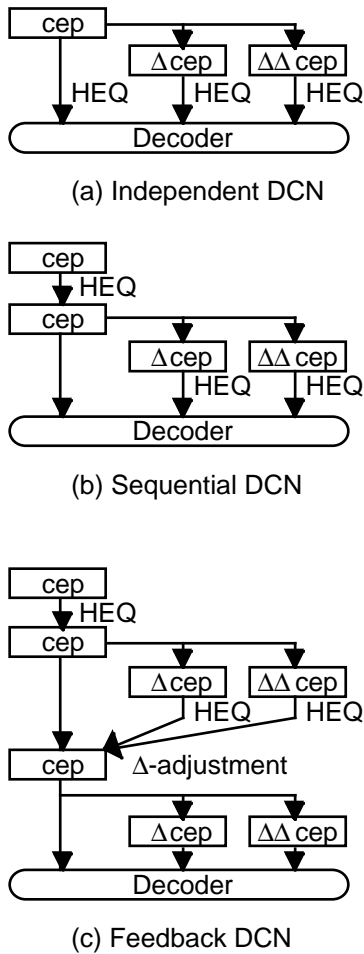 cep
Δcep ΔΔcep
HEQ HEQ HEQ
Decoder
(a) Independent DCN
cep
HEQ
cep
Δcep ΔΔcep
HEQ HEQ
Decoder
(b) Sequential DCN
cep
HEQ
cep
Δcep ΔΔcep
HEQ HEQ
cep Δ-adjustment
Δcep ΔΔcep
Decoder
(c) Feedback DCN